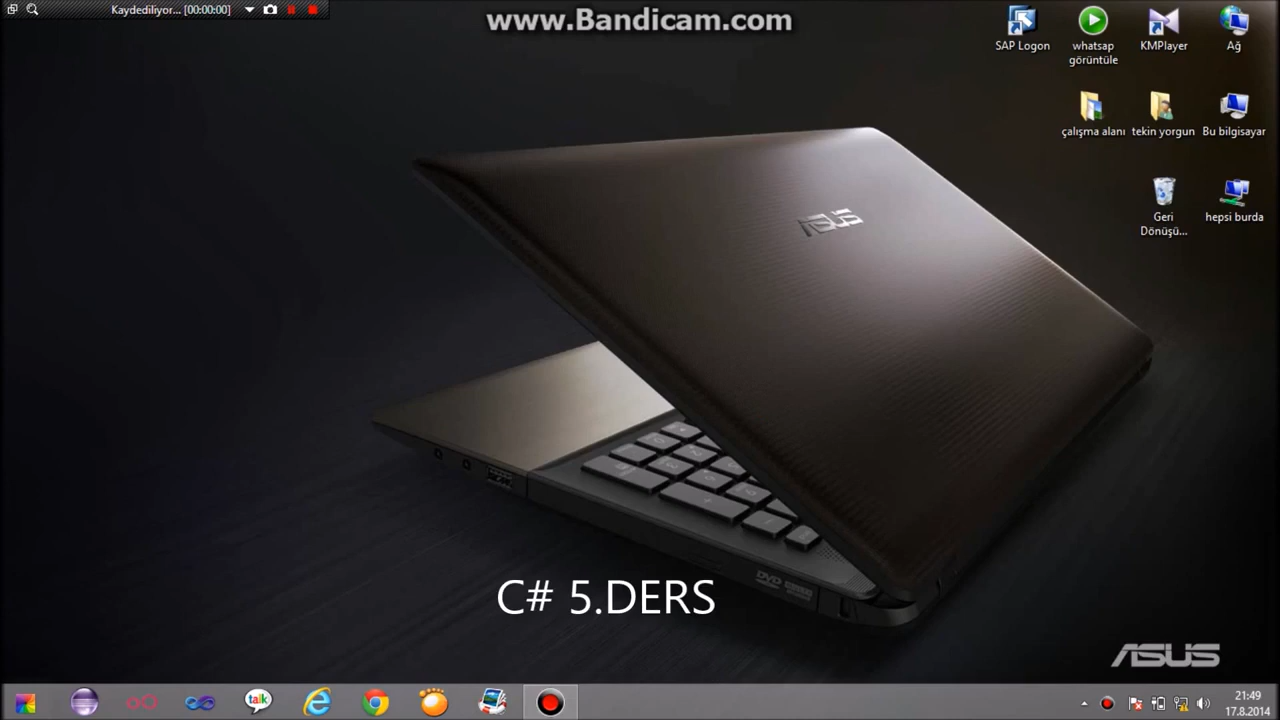 Kaydediliyor... [00:00:00]
www.Bandicam.com
SAP Logon
whatsap
görüntüle
KMPlayer
Ağ
çalışma alanı
tekin yorgun
Bu bilgisayar
Geri
Dönüşü...
hepsi burda
ASUS
DVD
C# 5.DERS
ASUS
talk
21:49
17.8.2014